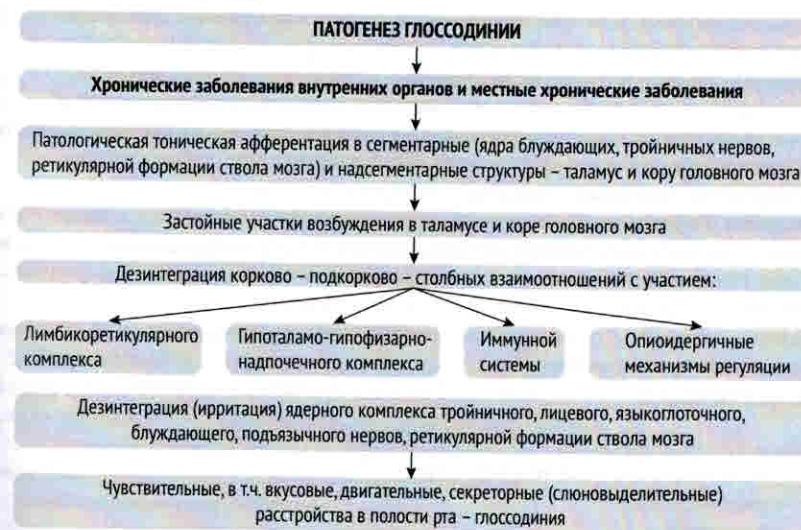 ПАТОГЕНЕЗ ГЛОССОДИНИИ
Хронические заболевания внутренних органов и местные хронические заболевания
Патологическая тоническая афферентация в сегментарные (ядра блуждающих, тройничных нервов,
ретикулярной формации ствола мозга) и надсегментарные структуры – таламус и кору головного мозга
Застойные участки возбуждения в таламусе и коре головного мозга
Дезинтеграция корково – подкорково – столбных взаимоотношений с участием:
Лимбикоретикулярного
комплекса
Гипоталамо-гипофизарно-
надпочечного комплекса
Иммунной
системы
Опиоидергичные
механизмы регуляции
Дезинтеграция (ирритация) ядерного комплекса тройничного, лицевого, языкоглоточного,
блуждающего, подъязычного нервов, ретикулярной формации ствола мозга
Чувствительные, в т.ч. вкусовые, двигательные, секреторные (слюновыделительные)
расстройства в полости рта – глоссодиния